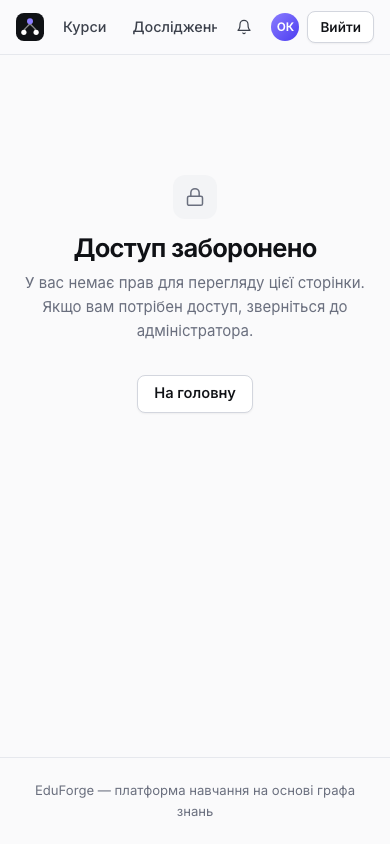 Курси Дослідженн ОК Вийти
Доступ заборонено
У вас немає прав для перегляду цієї сторінки.
Якщо вам потрібен доступ, зверніться до
адміністратора.
На головну
EduForge — платформа навчання на основі графа
знань